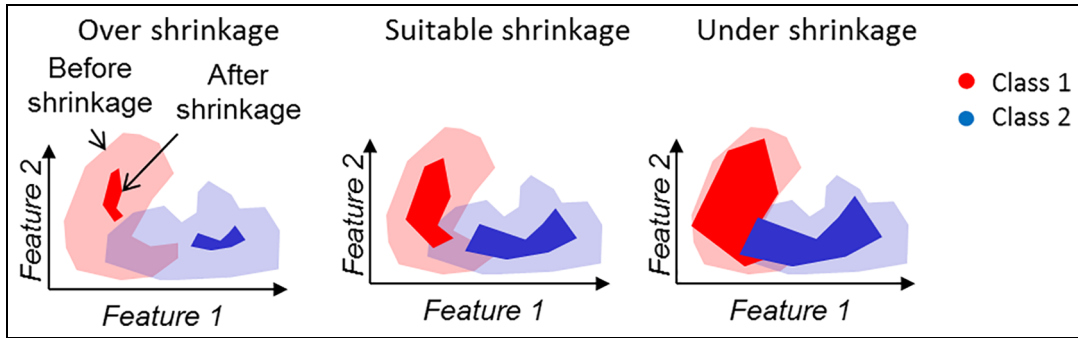 Over shrinkage
Suitable shrinkage
Under shrinkage
Before
shrinkage
After
shrinkage
Class 1
Class 2
Feature 2
Feature 2
Feature 2
Feature 1
Feature 1
Feature 1